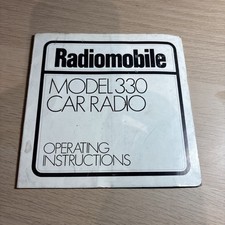 Radiomobile
MODEL 330
CAR RADIO
OPERATING
INSTRUCTIONS